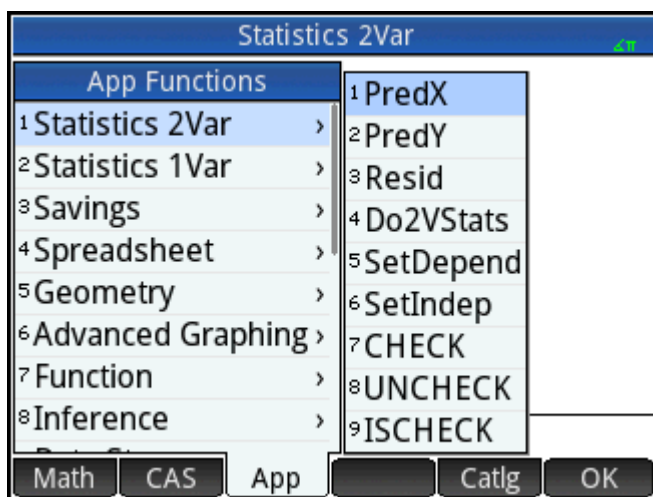 Statistics 2Var
∡π
App Functions
1 Statistics 2Var ›
2 Statistics 1Var ›
3 Savings ›
4 Spreadsheet ›
5 Geometry ›
6 Advanced Graphing ›
7 Function ›
8 Inference ›
1 PredX
2 PredY
3 Resid
4 Do2VStats
5 SetDepend
6 SetIndep
7 CHECK
8 UNCHECK
9 ISCHECK
Math CAS App Catlg OK